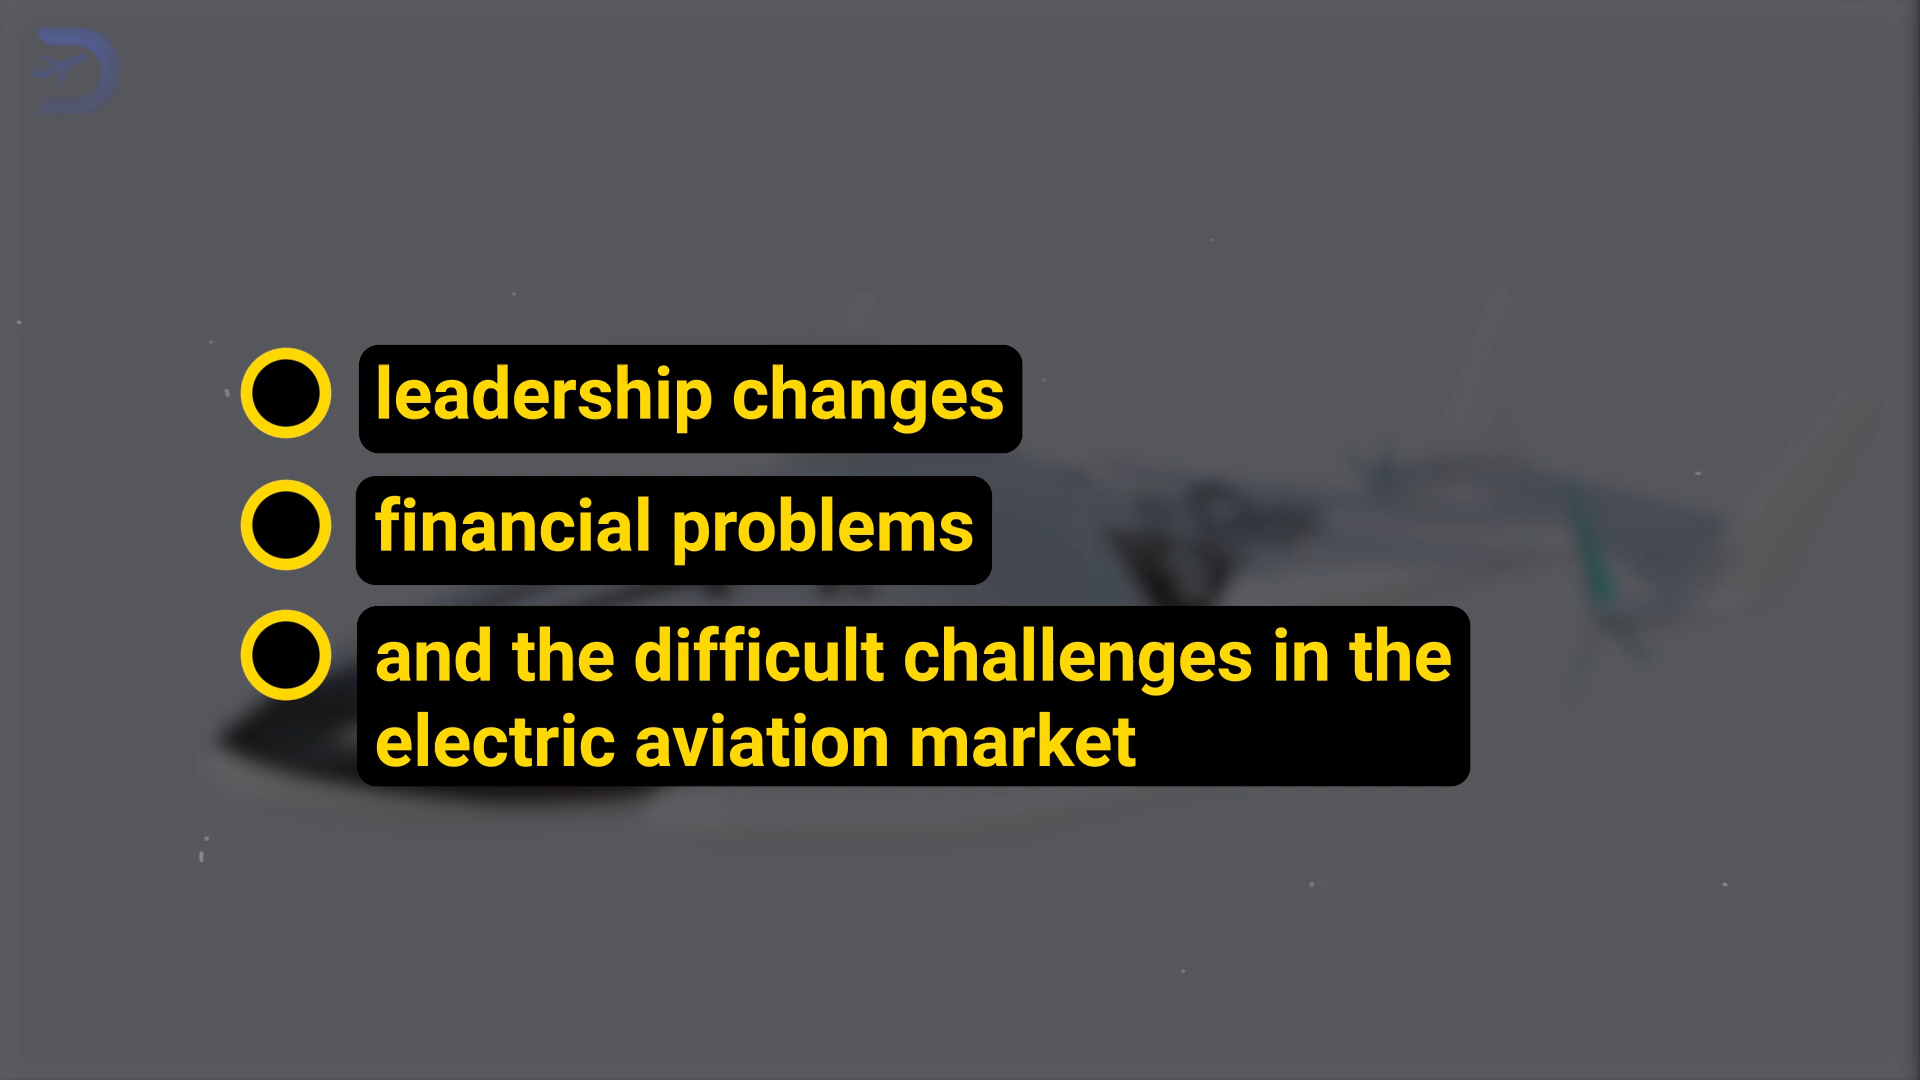 leadership changes
financial problems
and the difficult challenges in the
electric aviation market